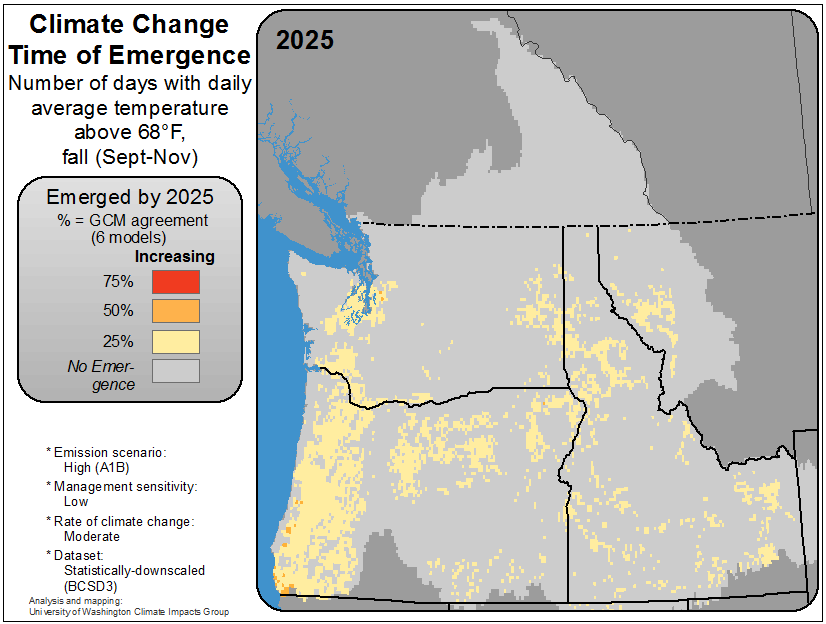 Climate Change
Time of Emergence
Number of days with daily
average temperature
above 68°F,
fall (Sept-Nov)
2025
Emerged by 2025
% = GCM agreement
(6 models)
Increasing
75%
50%
25%
No Emer-
gence
* Emission scenario:
High (A1B)
* Management sensitivity:
Low
* Rate of climate change:
Moderate
* Dataset:
Statistically-downscaled
(BCSD3)
Analysis and mapping:
University of Washington Climate Impacts Group